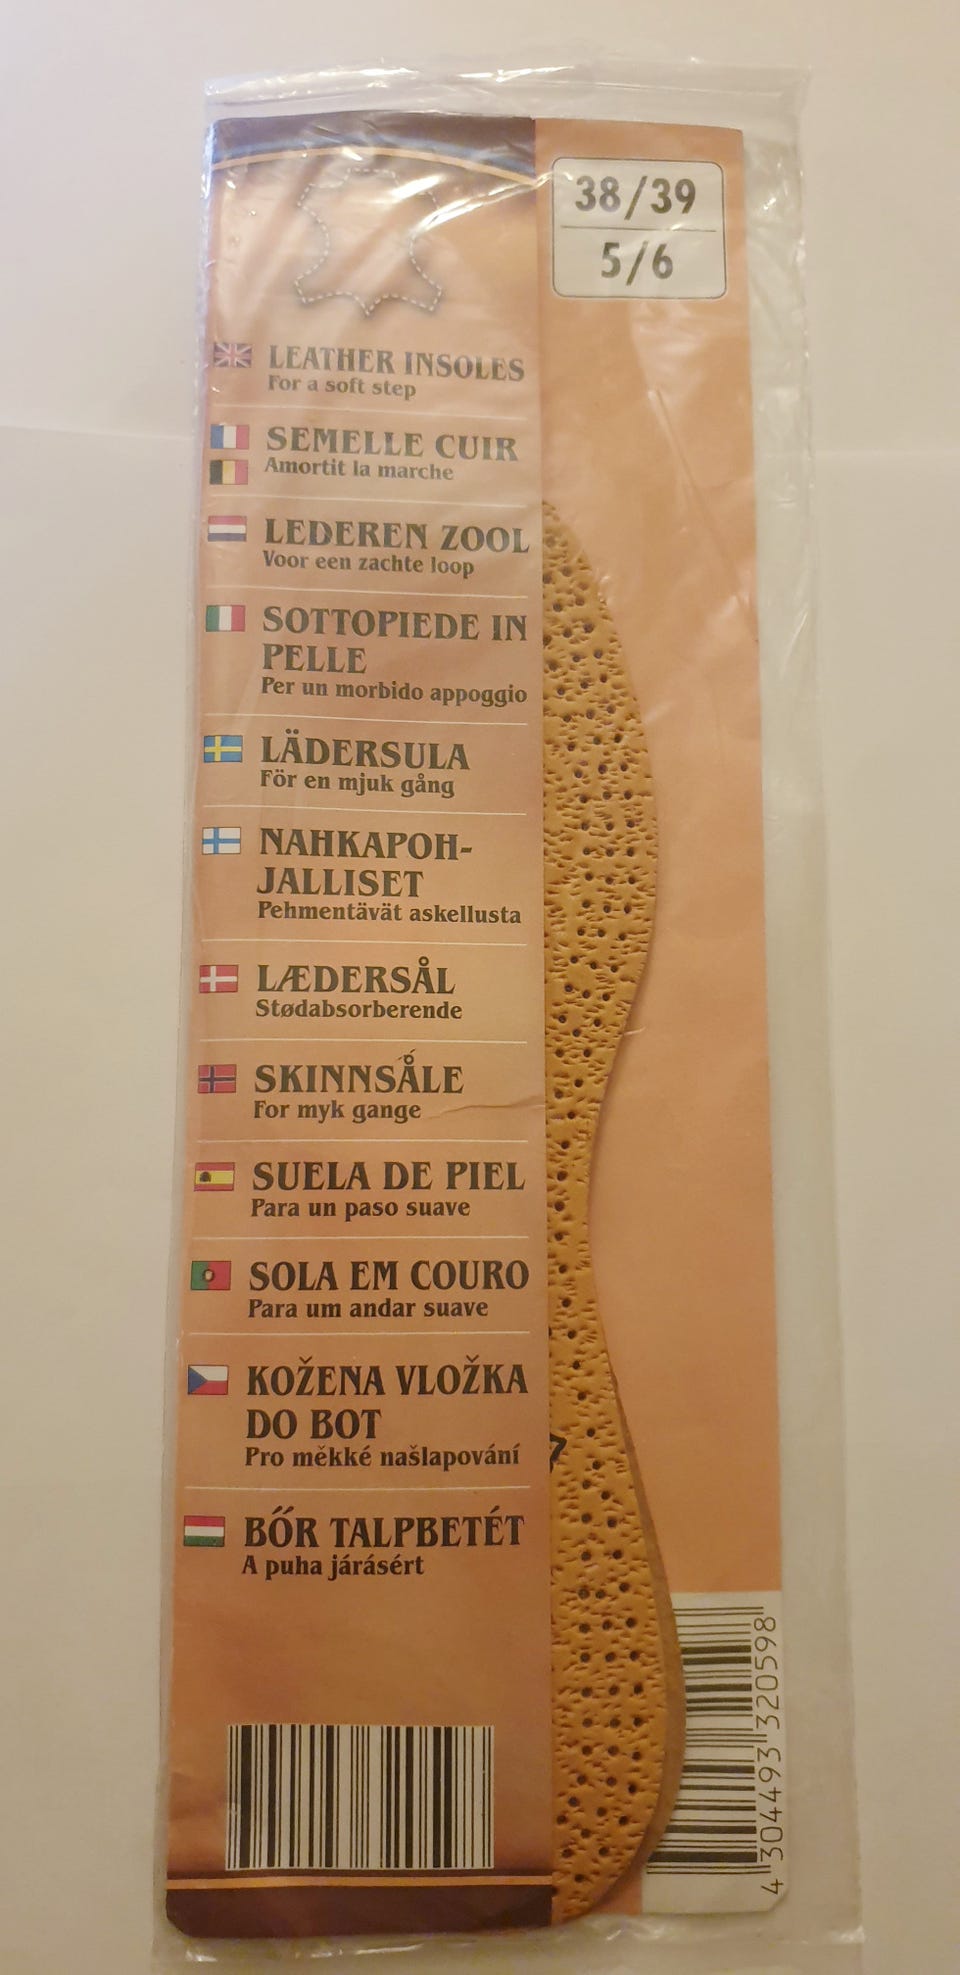 38/39
5/6
LEATHER INSOLES
For a soft step
SEMELLE CUIR
Amortit la marche
LEDEREN ZOOL
Voor een zachte loop
SOTTOPIEDE IN
PELLE
Per un morbido appoggio
LÄDERSULA
För en mjuk gång
NAHKAPOH-
JALLISET
Pehmentävät askellusta
LÆDERSÅL
Stødabsorberende
SKINNSÅLE
For myk gange
SUELA DE PIEL
Para un paso suave
SOLA EM COURO
Para um andar suave
KOŽENA VLOŽKA
DO BOT
Pro měkké našlapování
BŐR TALPBETÉT
A puha járásért
4 304493 320598